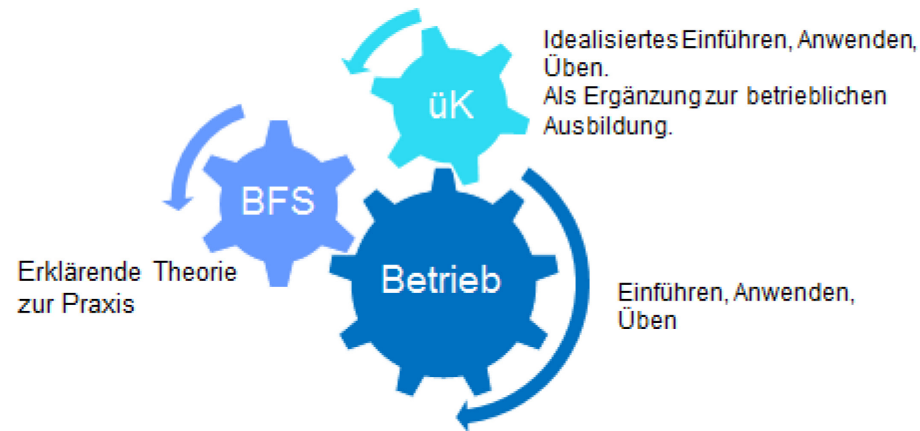 Idealisiertes Einführen, Anwenden,
Üben.
Als Ergänzung zur betrieblichen
Ausbildung.
üK
BFS
Betrieb
Erklärende Theorie
zur Praxis
Einführen, Anwenden,
Üben